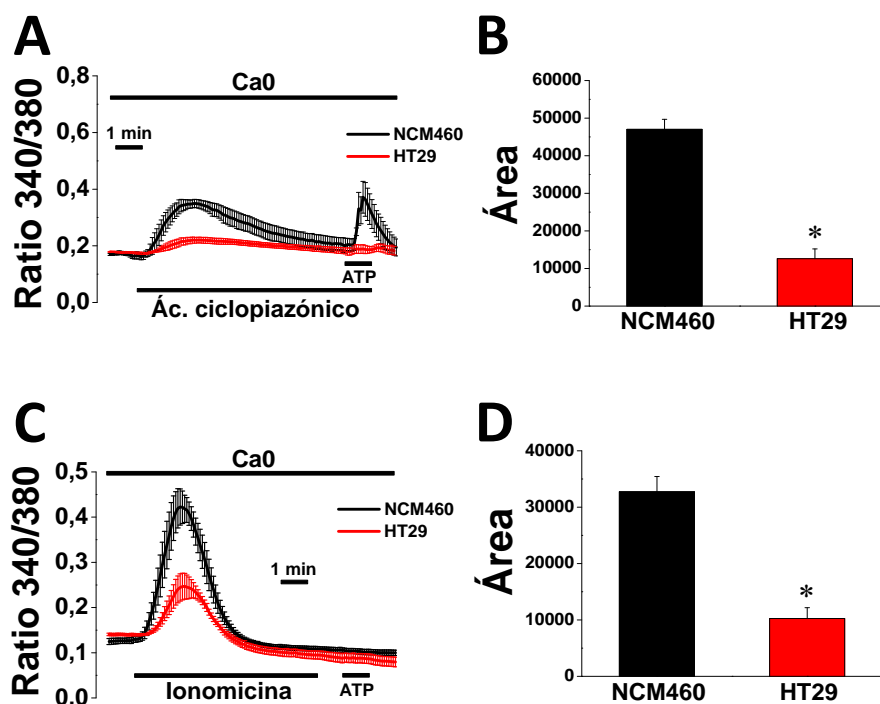 A
Ca0
Ratio 340/380
0,8
0,6
0,4
0,2
0,0
1 min
NCM460
HT29
ATP
Ác. ciclopiazónico
B
Área
60000
50000
40000
30000
20000
10000
0
*
NCM460
HT29
C
Ca0
Ratio 340/380
0,5
0,4
0,3
0,2
0,1
0,0
NCM460
HT29
1 min
Ionomicina
ATP
D
Área
40000
30000
20000
10000
0
*
NCM460
HT29